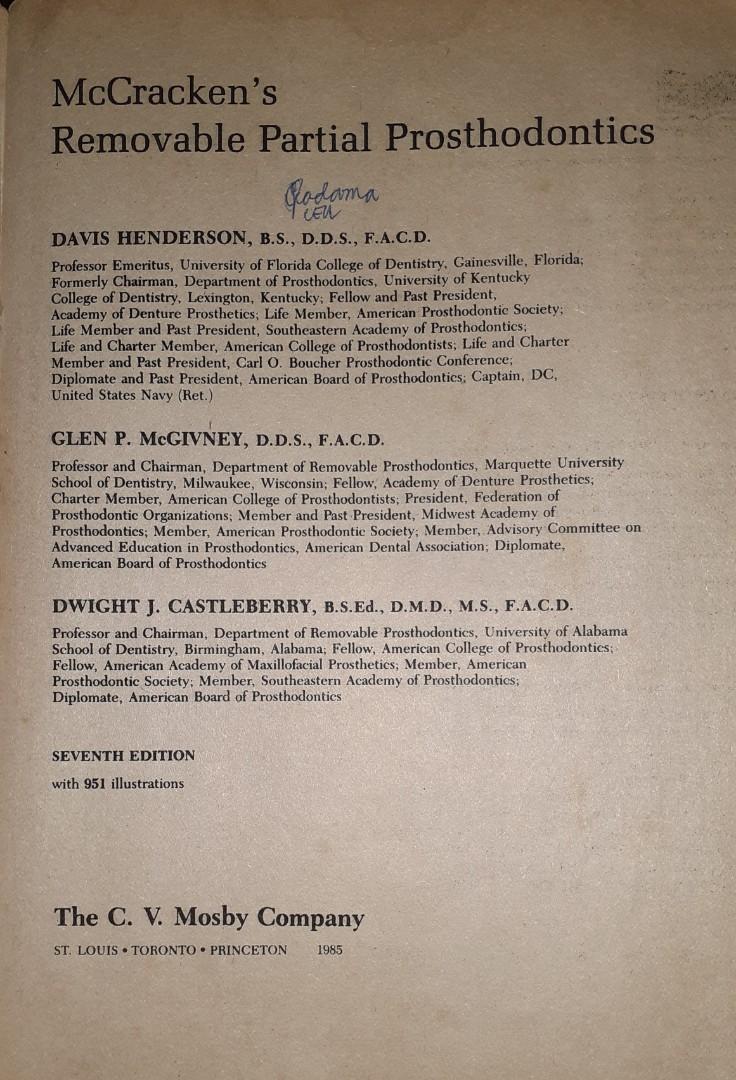 McCracken's
Removable Partial Prosthodontics
CEU
DAVIS HENDERSON, B.S., D.D.S., F.A.C.D.
Professor Emeritus, University of Florida College of Dentistry, Gainesville, Florida;
Formerly Chairman, Department of Prosthodontics, University of Kentucky
College of Dentistry, Lexington, Kentucky; Fellow and Past President,
Academy of Denture Prosthetics; Life Member, American Prosthodontic Society;
Life Member and Past President, Southeastern Academy of Prosthodontics;
Life and Charter Member, American College of Prosthodontists; Life and Charter
Member and Past President, Carl O. Boucher Prosthodontic Conference;
Diplomate and Past President, American Board of Prosthodontics; Captain, DC,
United States Navy (Ret.)
GLEN P. McGIVNEY, D.D.S., F.A.C.D.
Professor and Chairman, Department of Removable Prosthodontics, Marquette University
School of Dentistry, Milwaukee, Wisconsin; Fellow, Academy of Denture Prosthetics;
Charter Member, American College of Prosthodontists; President, Federation of
Prosthodontic Organizations; Member and Past President, Midwest Academy of
Prosthodontics; Member, American Prosthodontic Society; Member, Advisory Committee on
Advanced Education in Prosthodontics, American Dental Association; Diplomate,
American Board of Prosthodontics
DWIGHT J. CASTLEBERRY, B.S.Ed., D.M.D., M.S., F.A.C.D.
Professor and Chairman, Department of Removable Prosthodontics, University of Alabama
School of Dentistry, Birmingham, Alabama; Fellow, American College of Prosthodontics;
Fellow, American Academy of Maxillofacial Prosthetics; Member, American
Prosthodontic Society; Member, Southeastern Academy of Prosthodontics;
Diplomate, American Board of Prosthodontics
SEVENTH EDITION
with 951 illustrations
The C. V. Mosby Company
ST. LOUIS • TORONTO • PRINCETON 1985